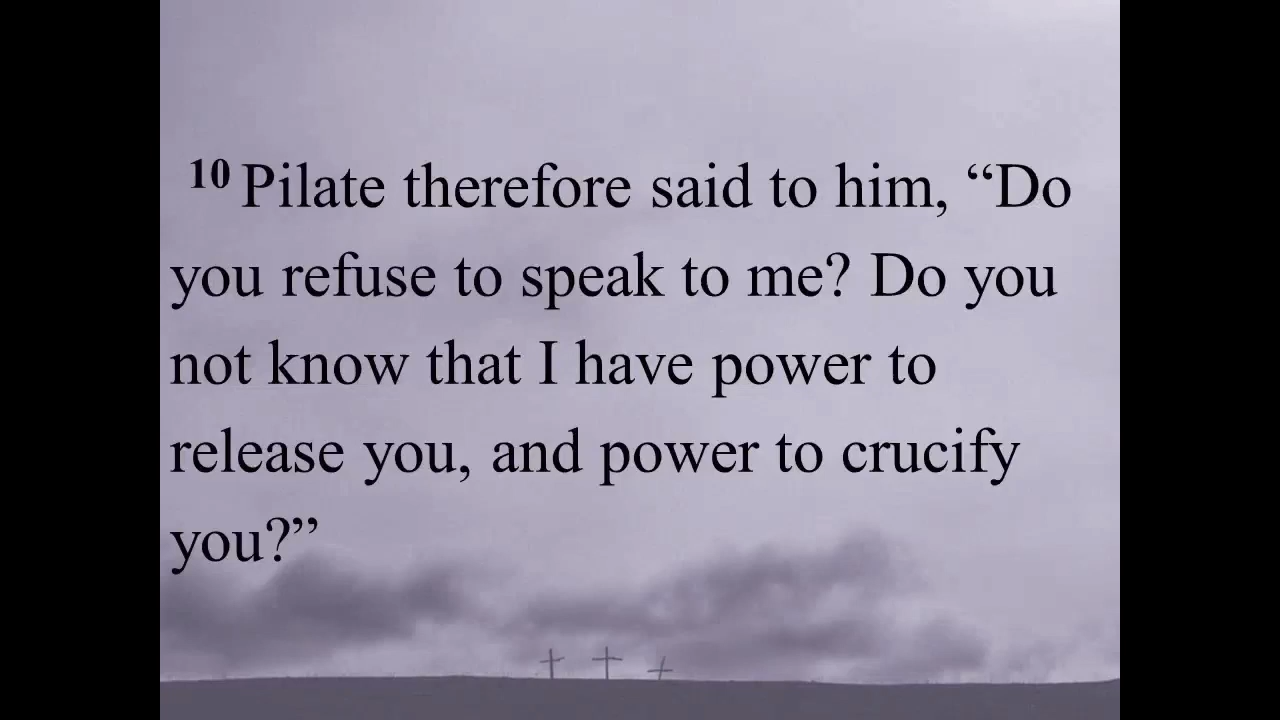 10 Pilate therefore said to him, “Do
you refuse to speak to me? Do you
not know that I have power to
release you, and power to crucify
you?”